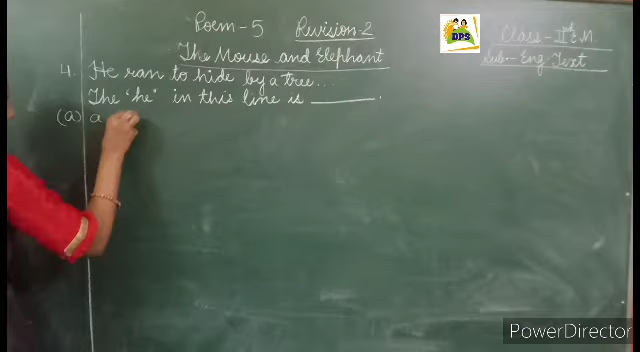 Poem-5 Revision-2
DPS
Class-II M.
The Mouse and Elephant
Sub:- Eng Text
4. He ran to hide by a tree...
The "he" in this line is ______.
(a) a
PowerDirector